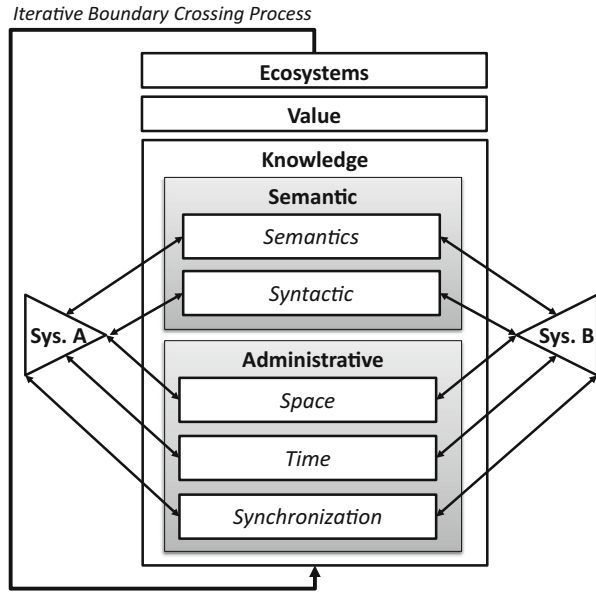 Iterative Boundary Crossing Process
Ecosystems
Value
Knowledge
Semantic
Semantics
Syntactic
Sys. A
Sys. B
Administrative
Space
Time
Synchronization